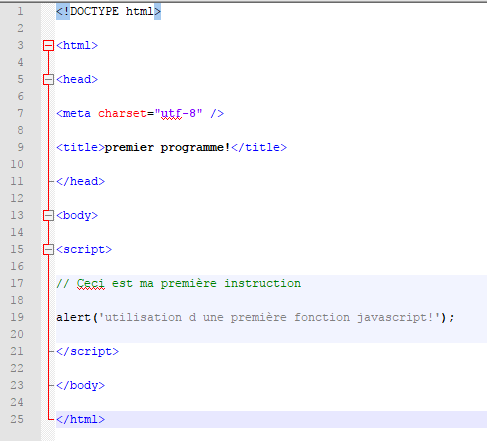 1 <!DOCTYPE html>
2
3 <html>
4
5 <head>
6
7 <meta charset="utf-8" />
8
9 <title>premier programme!</title>
10
11 </head>
12
13 <body>
14
15 <script>
16
17 // Ceci est ma première instruction
18
19 alert('utilisation d une première fonction javascript!');
20
21 </script>
22
23 </body>
24
25 </html>